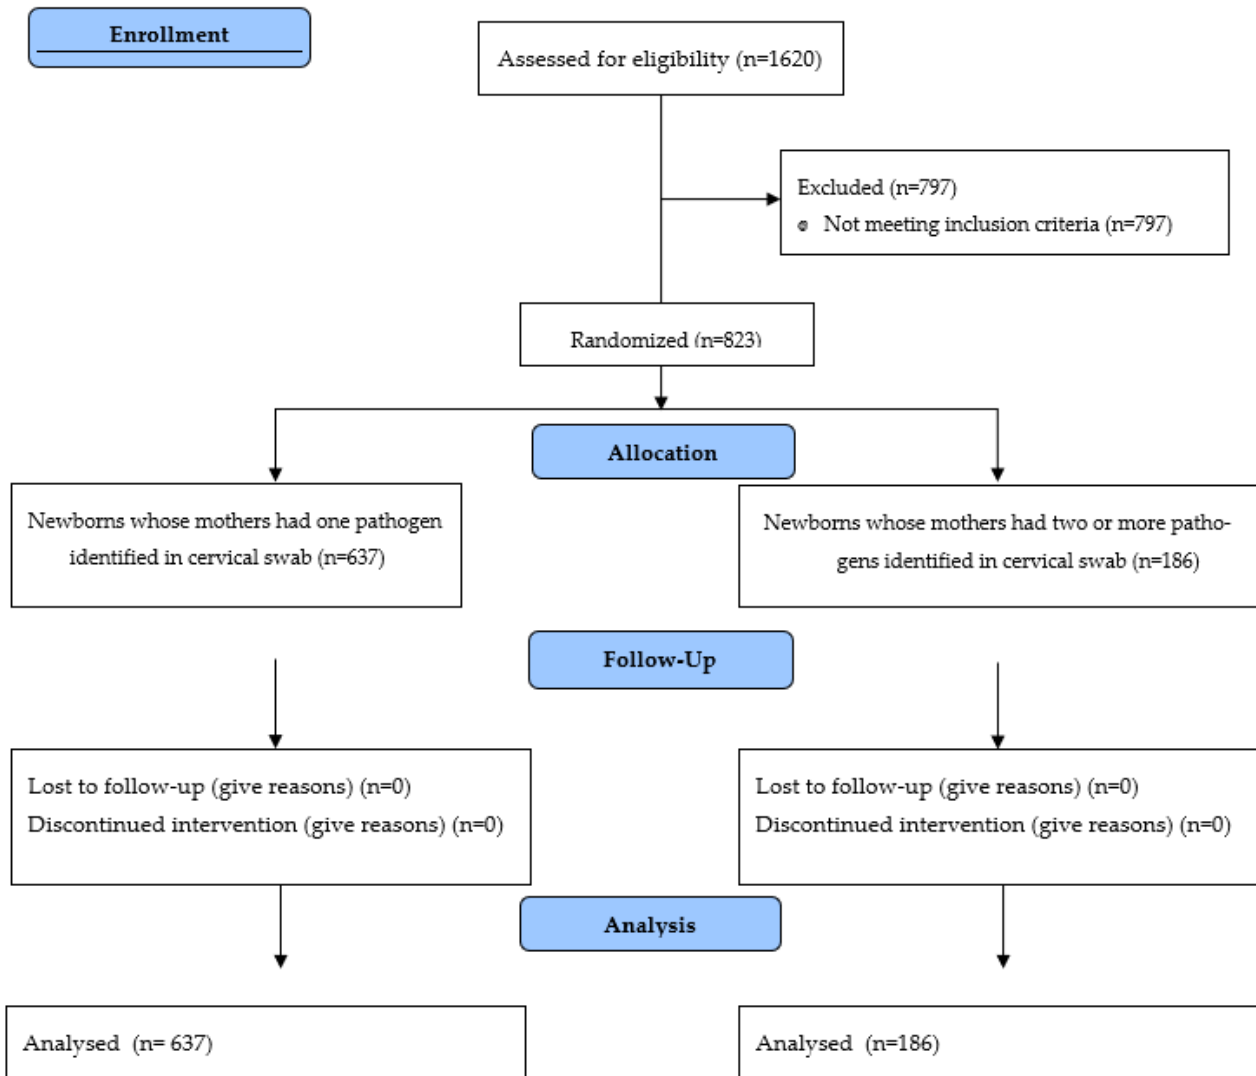 Enrollment
Assessed for eligibility (n=1620)
Excluded (n=797)
Not meeting inclusion criteria (n=797)
Randomized (n=823)
Allocation
Newborns whose mothers had one pathogen
identified in cervical swab (n=637)
Newborns whose mothers had two or more patho-
gens identified in cervical swab (n=186)
Follow-Up
Lost to follow-up (give reasons) (n=0)
Discontinued intervention (give reasons) (n=0)
Lost to follow-up (give reasons) (n=0)
Discontinued intervention (give reasons) (n=0)
Analysis
Analysed (n= 637)
Analysed (n=186)